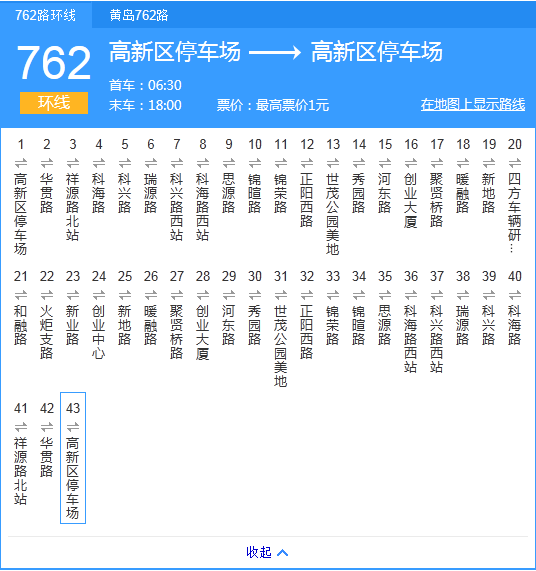 762路环线 黄岛762路
762 高新区停车场 ——→ 高新区停车场
首车：06:30
环线 末车：18:00 票价：最高票价1元 在地图上显示路线
1 2 3 4 5 6 7 8 9 10 11 12 13 14 15 16 17 18 19 20
高新区停车场
华贯路
祥源路北站
科海路
科兴路
瑞源路
科兴路西站
科海路西站
思源路
锦暄路
锦荣路
正阳西路
世茂公园美地
秀园路
河东路
创业大厦
聚贤桥路
暖融路
新地路
四方车辆研…
21 22 23 24 25 26 27 28 29 30 31 32 33 34 35 36 37 38 39 40
和融路
火炬支路
新业路
创业中心
新地路
暖融路
聚贤桥路
创业大厦
河东路
秀园路
世茂公园美地
正阳西路
锦荣路
锦暄路
思源路
科海路西站
科兴路西站
瑞源路
科兴路
科海路
41 42 43
祥源路北站
华贯路
高新区停车场
收起